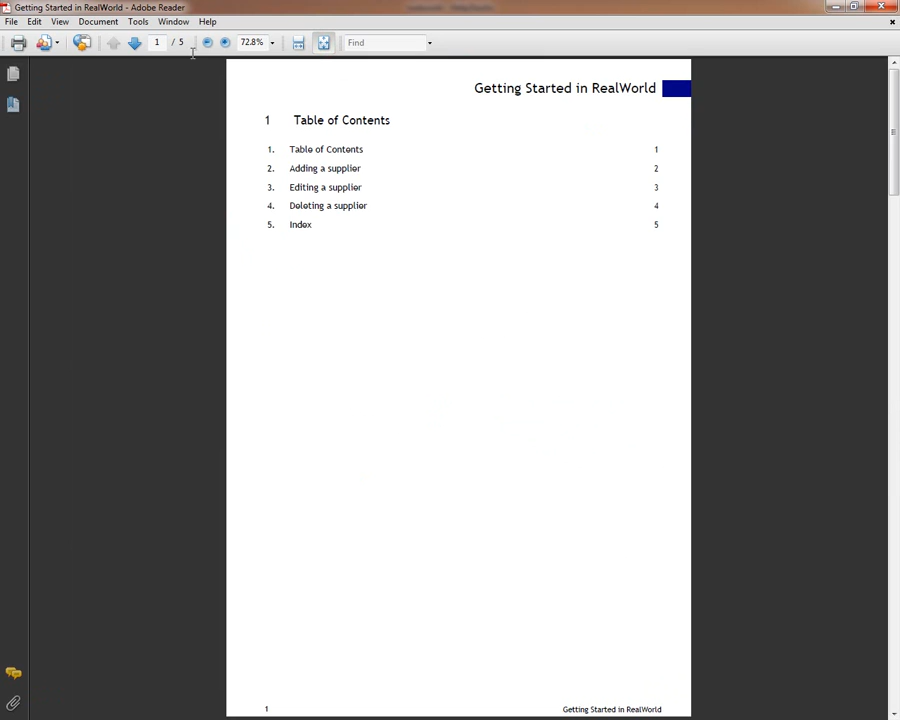 Getting Started in RealWorld - Adobe Reader
File Edit View Document Tools Window Help
1 / 5 72.8% Find
Getting Started in RealWorld
1 Table of Contents
1. Table of Contents 1
2. Adding a supplier 2
3. Editing a supplier 3
4. Deleting a supplier 4
5. Index 5
1 Getting Started in RealWorld